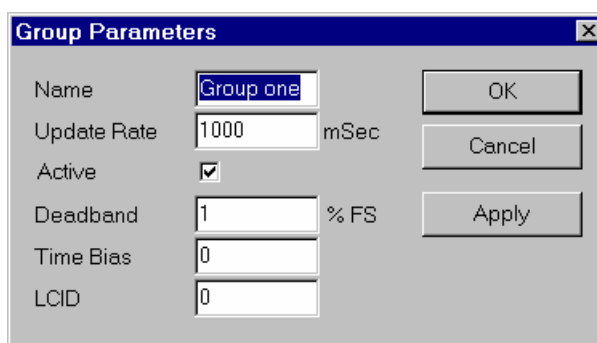 Group Parameters
Name Group one OK
Update Rate 1000 mSec
Cancel
Active
Deadband 1 % FS Apply
Time Bias 0
LCID 0